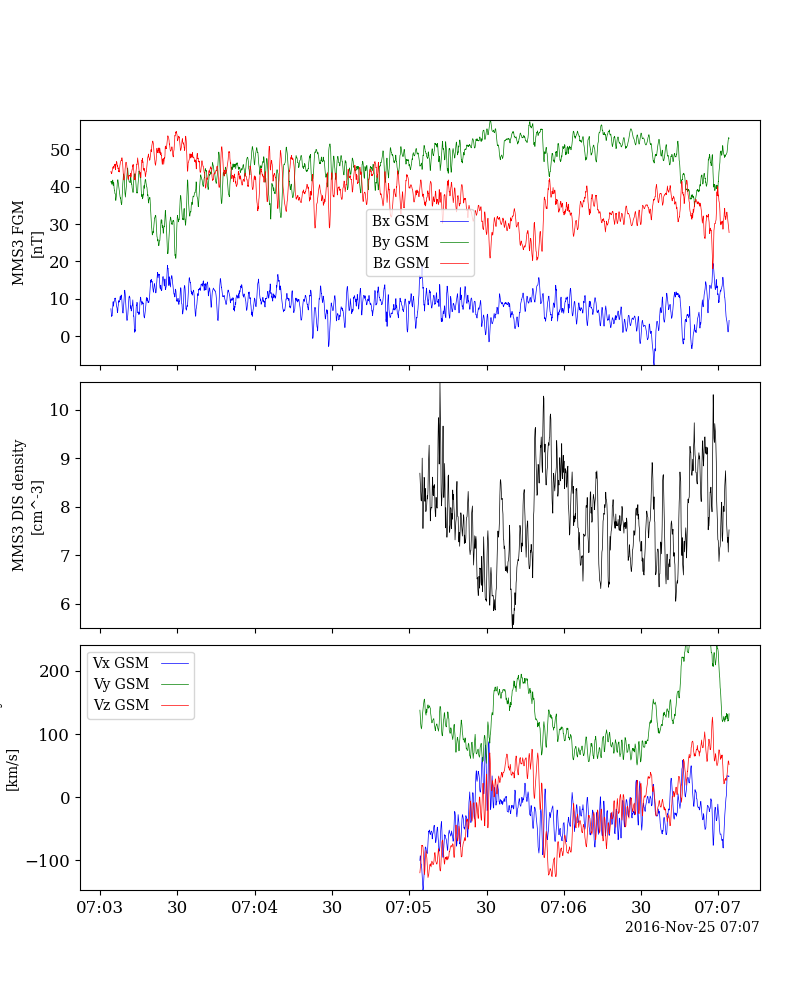 50
40
30
20
10
0
MMS3 FGM
[nT]
Bx GSM
By GSM
Bz GSM
10
9
8
7
6
MMS3 DIS density
[cm^-3]
200
100
0
−100
[km/s]
Vx GSM
Vy GSM
Vz GSM
07:03 30 07:04 30 07:05 30 07:06 30 07:07
2016-Nov-25 07:07